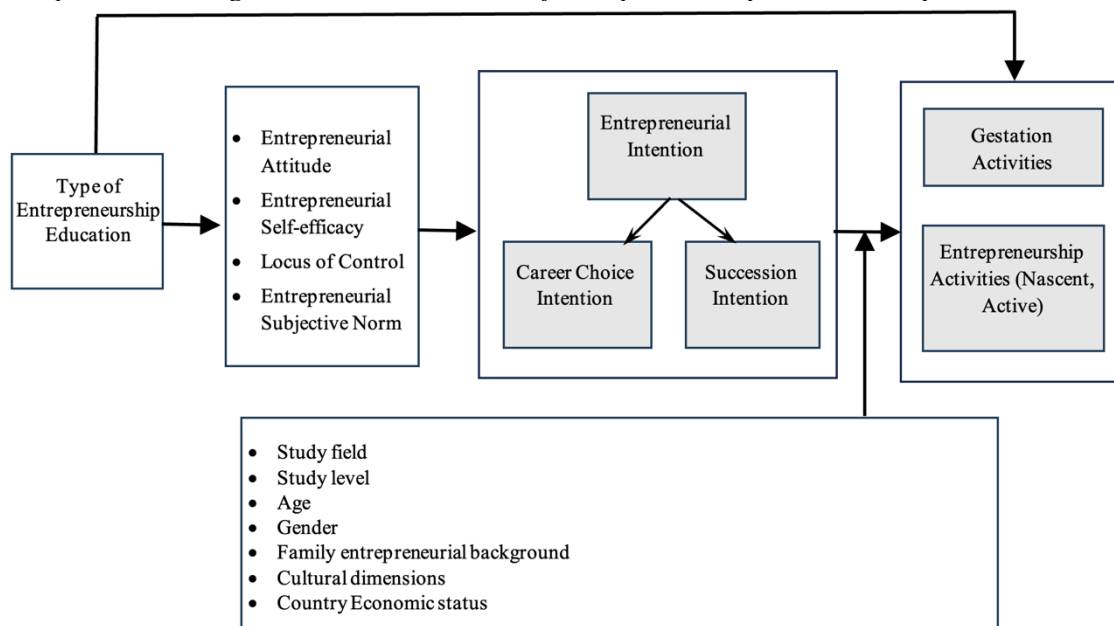 Type of
Entrepreneurship
Education
• Entrepreneurial
Attitude
• Entrepreneurial
Self-efficacy
• Locus of Control
• Entrepreneurial
Subjective Norm
Entrepreneurial
Intention
Career Choice
Intention
Succession
Intention
Gestation
Activities
Entrepreneurship
Activities (Nascent,
Active)
• Study field
• Study level
• Age
• Gender
• Family entrepreneurial background
• Cultural dimensions
• Country Economic status